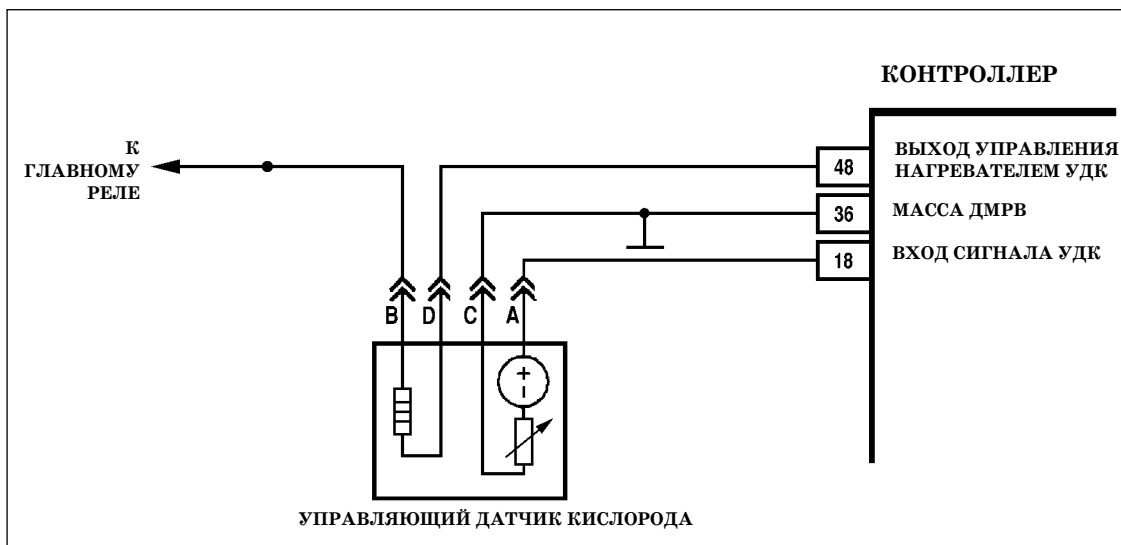 КОНТРОЛЛЕР
К
ГЛАВНОМУ
РЕЛЕ
48
ВЫХОД УПРАВЛЕНИЯ
НАГРЕВАТЕЛЕМ УДК
36
МАССА ДМРВ
18
ВХОД СИГНАЛА УДК
B D C A
УПРАВЛЯЮЩИЙ ДАТЧИК КИСЛОРОДА